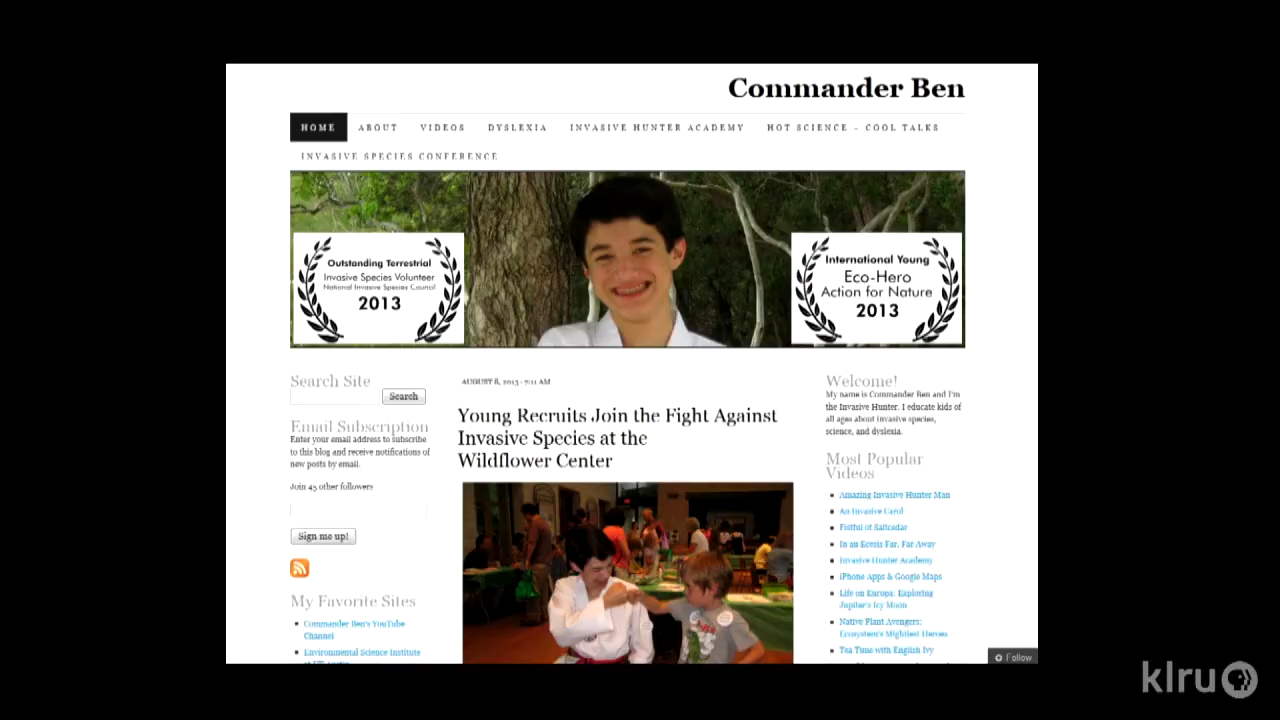 Commander Ben
HOME ABOUT VIDEOS DYSLEXIA INVASIVE HUNTER ACADEMY HOT SCIENCE – COOL TALKS
INVASIVE SPECIES CONFERENCE
Outstanding Terrestrial
Invasive Species Volunteer
National Invasive Species Council
2013
International Young
Eco-Hero
Action for Nature
2013
Search Site
Search
Email Subscription
Enter your email address to subscribe
to this blog and receive notifications of
new posts by email.
Join 45 other followers
Sign me up!
My Favorite Sites
Commander Ben's YouTube
Channel
Environmental Science Institute
AUGUST 8, 2013 · 7:11 AM
Young Recruits Join the Fight Against
Invasive Species at the
Wildflower Center
Welcome!
My name is Commander Ben and I'm
the Invasive Hunter. I educate kids of
all ages about invasive species,
science, and dyslexia.
Most Popular
Videos
Amazing Invasive Hunter Man
An Invasive Carol
Fistful of Saltcedar
In an Ecosis Far, Far Away
Invasive Hunter Academy
iPhone Apps & Google Maps
Life on Europa: Exploring
Jupiter's Icy Moon
Native Plant Avengers:
Ecosystem's Mightiest Heroes
Tea Time with English Ivy
Follow
klru